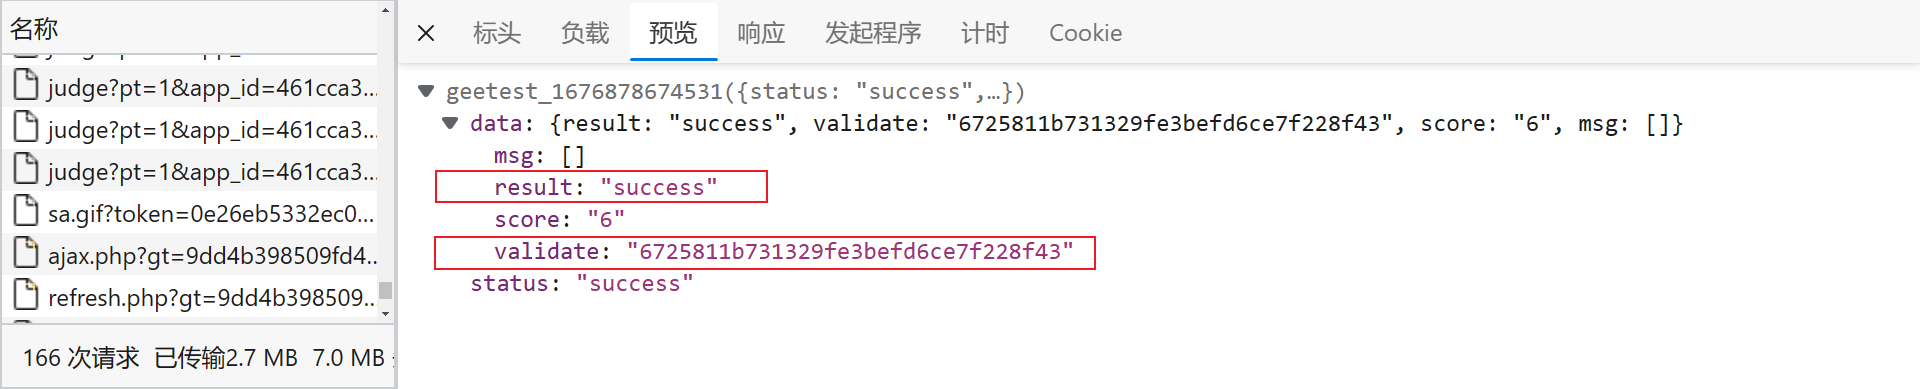 名称
judge?pt=1&app_id=461cca3...
judge?pt=1&app_id=461cca3...
judge?pt=1&app_id=461cca3...
sa.gif?token=0e26eb5332ec0...
ajax.php?gt=9dd4b398509fd4...
refresh.php?gt=9dd4b398509...
166 次请求 已传输2.7 MB 7.0 MB
标头 负载 预览 响应 发起程序 计时 Cookie
geetest_1676878674531({status: "success",…})
data: {result: "success", validate: "6725811b731329fe3befd6ce7f228f43", score: "6", msg: []}
msg: []
result: "success"
score: "6"
validate: "6725811b731329fe3befd6ce7f228f43"
status: "success"